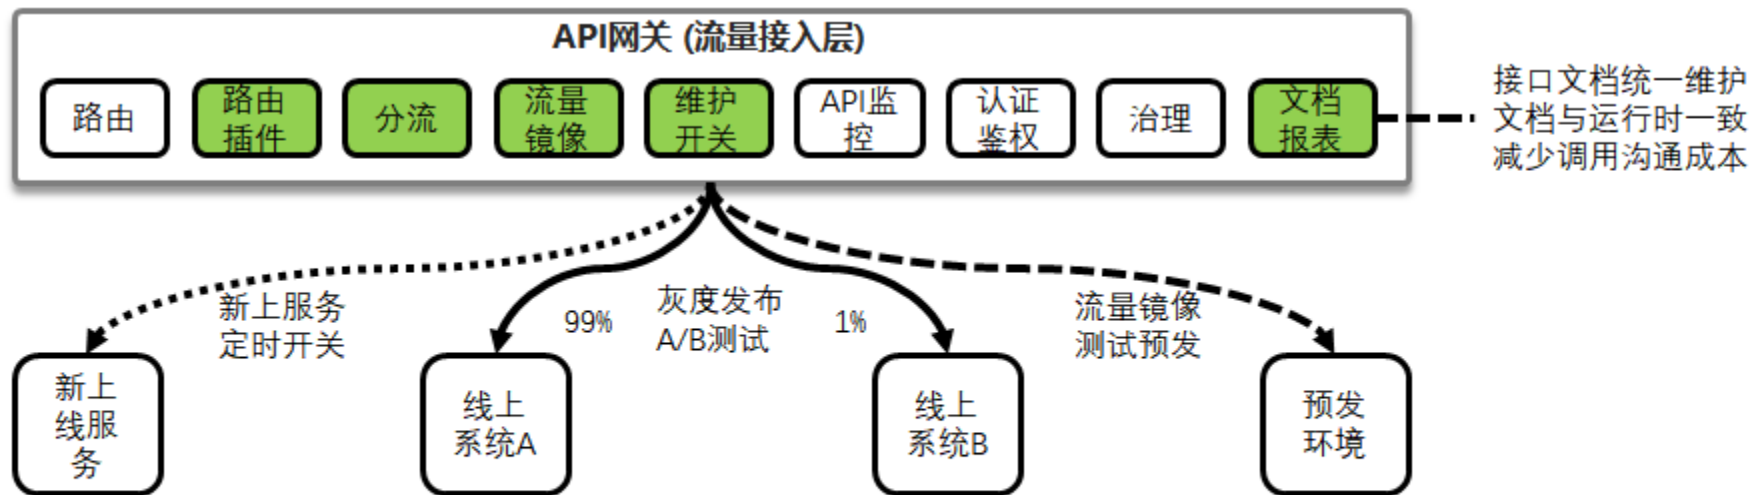 API网关 (流量接入层)
路由
路由
插件
分流
流量
镜像
维护
开关
API监
控
认证
鉴权
治理
文档
报表
接口文档统一维护
文档与运行时一致
减少调用沟通成本
新上服务
定时开关
99%
灰度发布
A/B测试
1%
流量镜像
测试预发
新上
线服
务
线上
系统A
线上
系统B
预发
环境